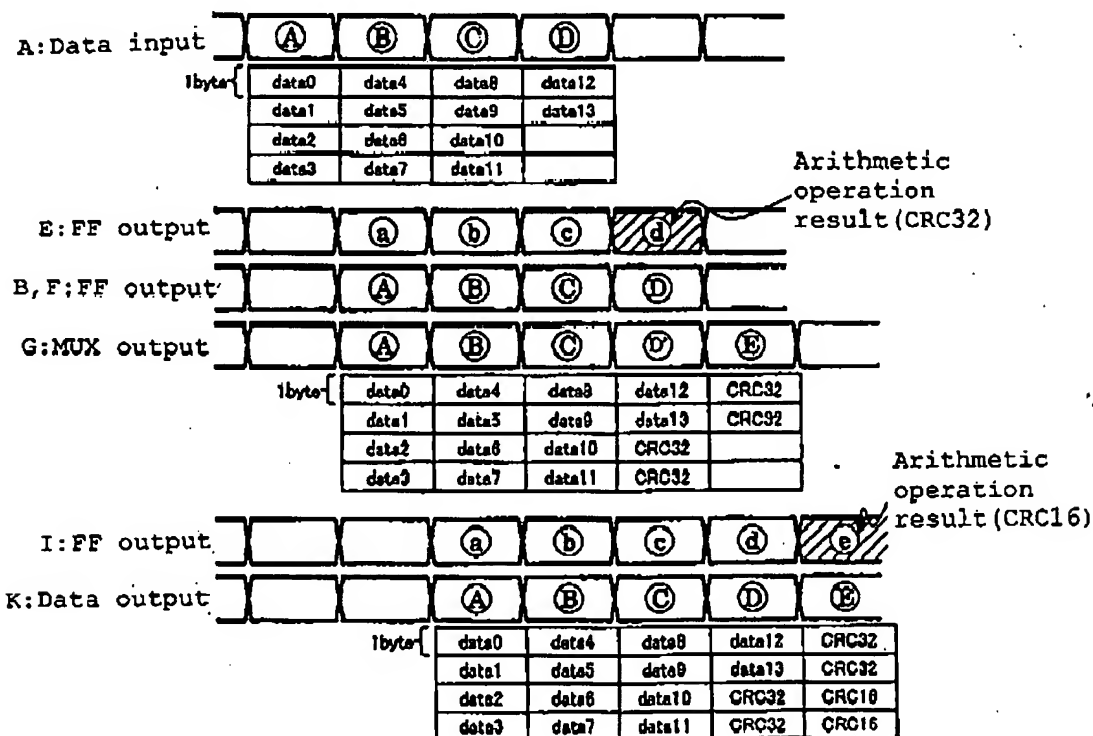 A:Data input Ⓐ Ⓑ Ⓒ Ⓓ
1byte data0 data4 data8 data12
data1 data5 data9 data13
data2 data6 data10
data3 data7 data11
Arithmetic
operation
result(CRC32)
E:FF output ⓐ ⓑ ⓒ ⓓ
B,F:FF output Ⓐ Ⓑ Ⓒ Ⓓ
G:MUX output Ⓐ Ⓑ Ⓒ D' Ⓔ
1byte data0 data4 data8 data12 CRC32
data1 data5 data9 data13 CRC32
data2 data6 data10 CRC32
data3 data7 data11 CRC32
Arithmetic
operation
result(CRC16)
I:FF output ⓐ ⓑ ⓒ ⓓ ⓔ
K:Data output Ⓐ Ⓑ Ⓒ Ⓓ Ⓔ
1byte data0 data4 data8 data12 CRC32
data1 data5 data9 data13 CRC32
data2 data6 data10 CRC32 CRC16
data3 data7 data11 CRC32 CRC16